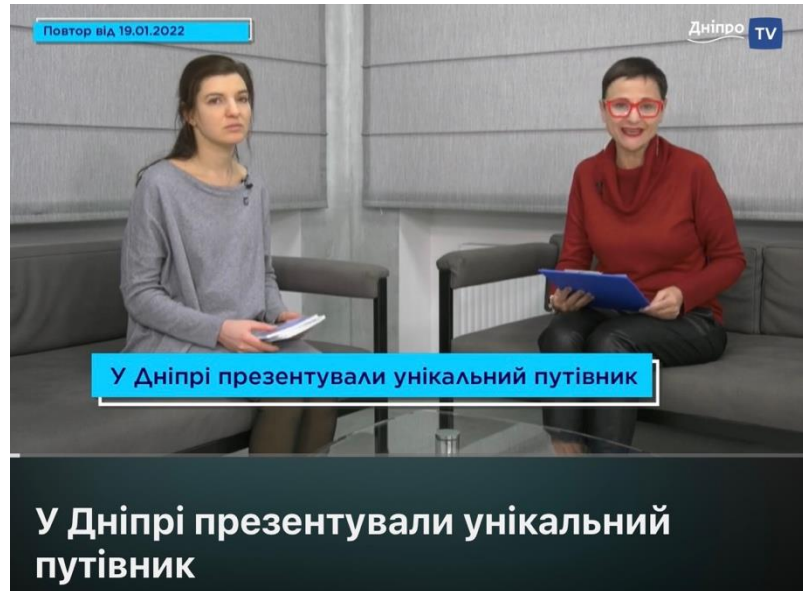 Повтор від 19.01.2022
Дніпро TV
У Дніпрі презентували унікальний путівник
У Дніпрі презентували унікальний
путівник